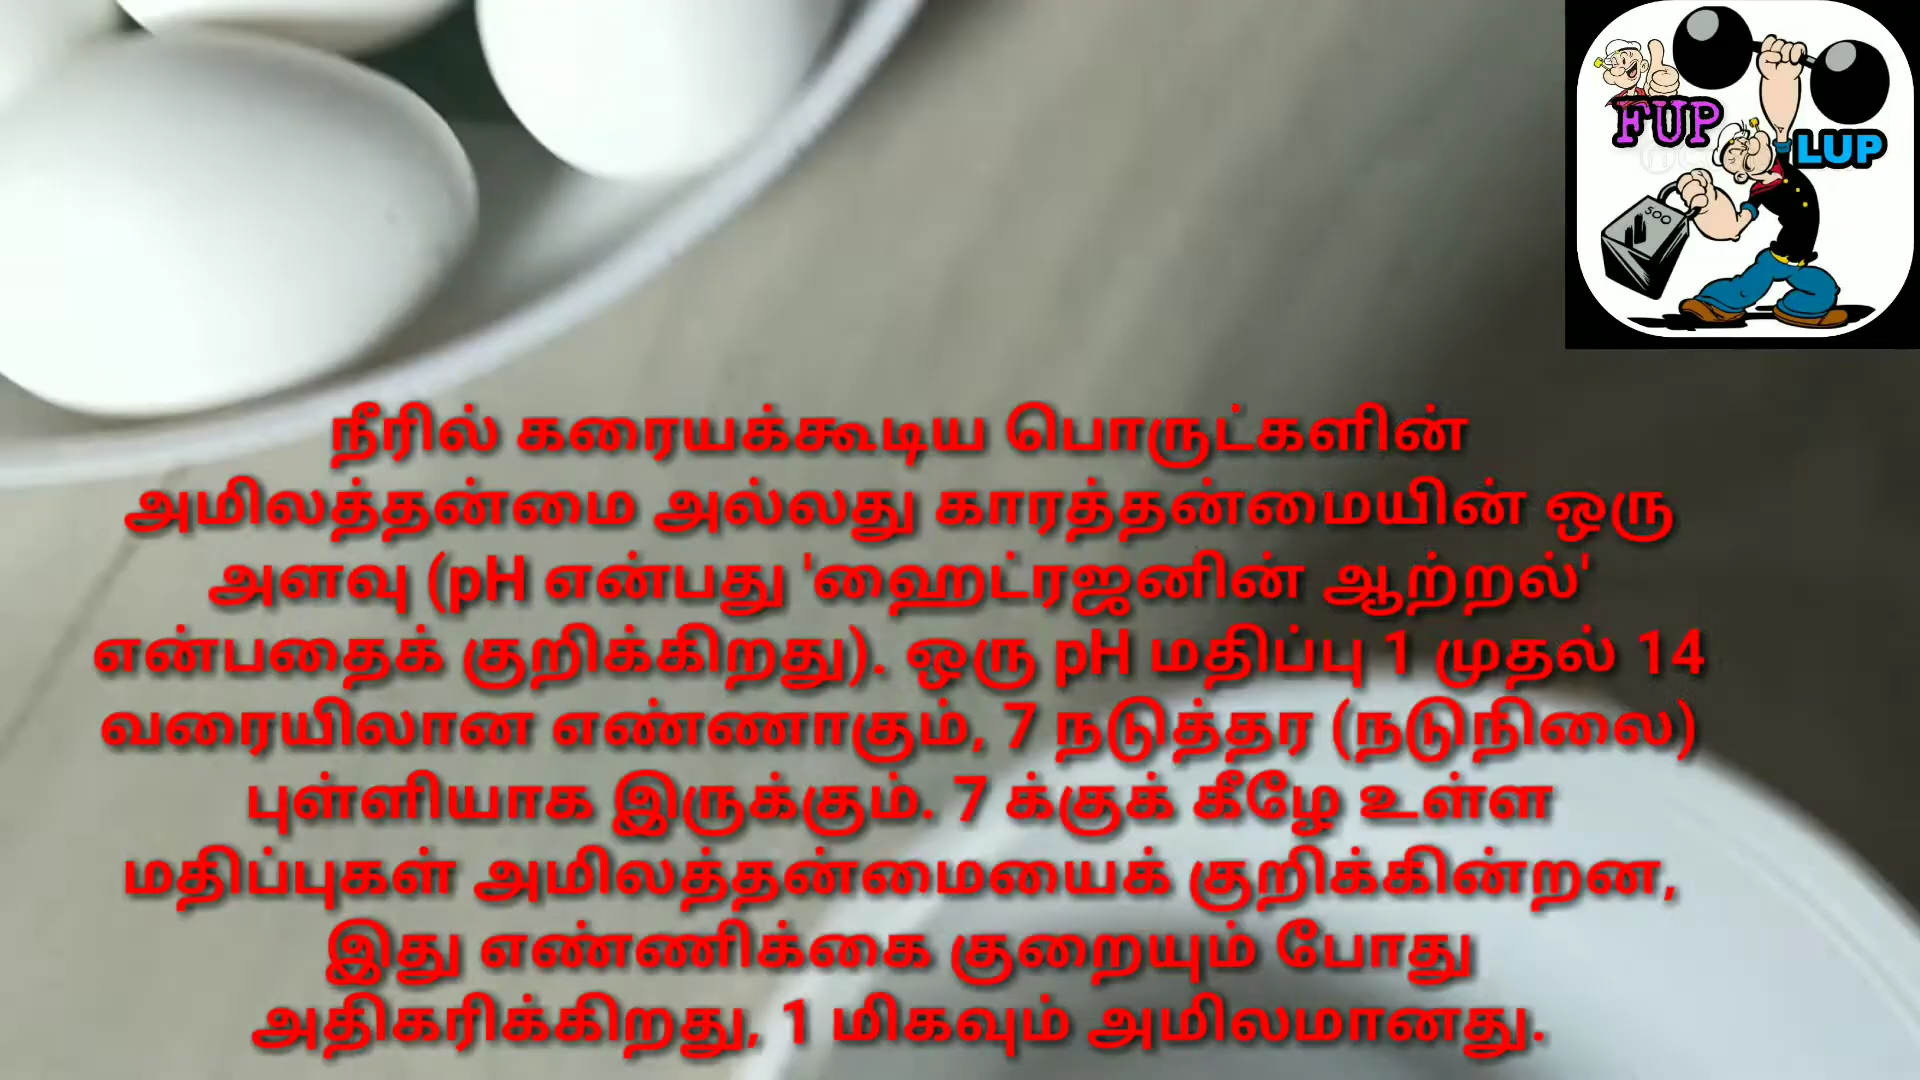 FUP
LUP
500
நீரில் கரையக்கூடிய பொருட்களின்
அமிலத்தன்மை அல்லது காரத்தன்மையின் ஒரு
அளவு (pH என்பது 'ஹைட்ரஜனின் ஆற்றல்'
என்பதைக் குறிக்கிறது). ஒரு pH மதிப்பு 1 முதல் 14
வரையிலான எண்ணாகும், 7 நடுத்தர (நடுநிலை)
புள்ளியாக இருக்கும். 7 க்குக் கீழே உள்ள
மதிப்புகள் அமிலத்தன்மையைக் குறிக்கின்றன,
இது எண்ணிக்கை குறையும் போது
அதிகரிக்கிறது, 1 மிகவும் அமிலமானது.